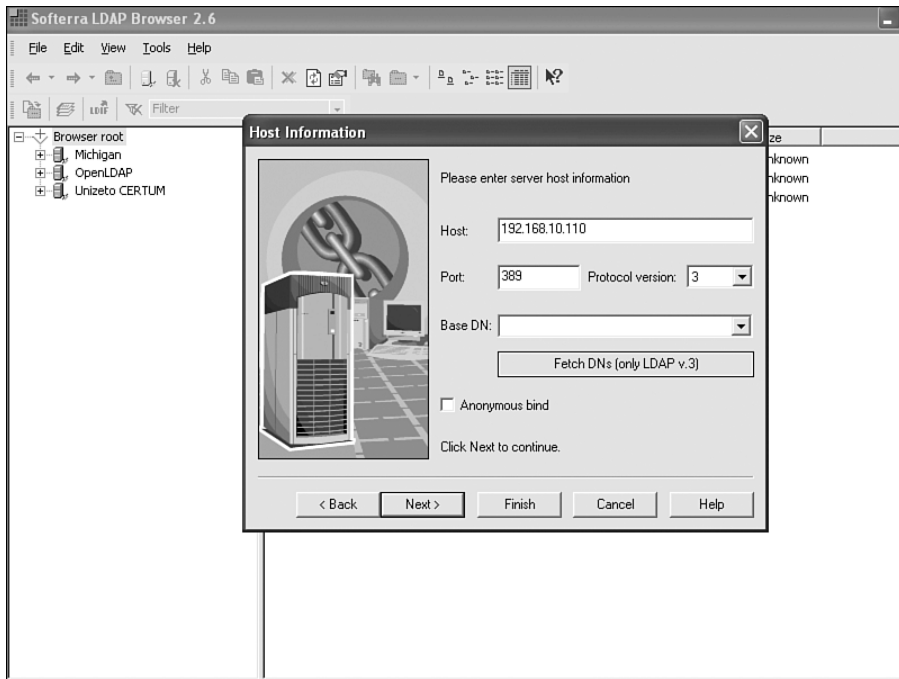 Softerra LDAP Browser 2.6
File Edit View Tools Help
LDIF Filter
Browser root
Michigan
OpenLDAP
Unizeto CERTUM
Host Information
Please enter server host information
Host: 192.168.10.110
Port: 389 Protocol version: 3
Base DN:
Fetch DNs (only LDAP v.3)
Anonymous bind
Click Next to continue.
< Back Next > Finish Cancel Help
ze
nknown
nknown
nknown